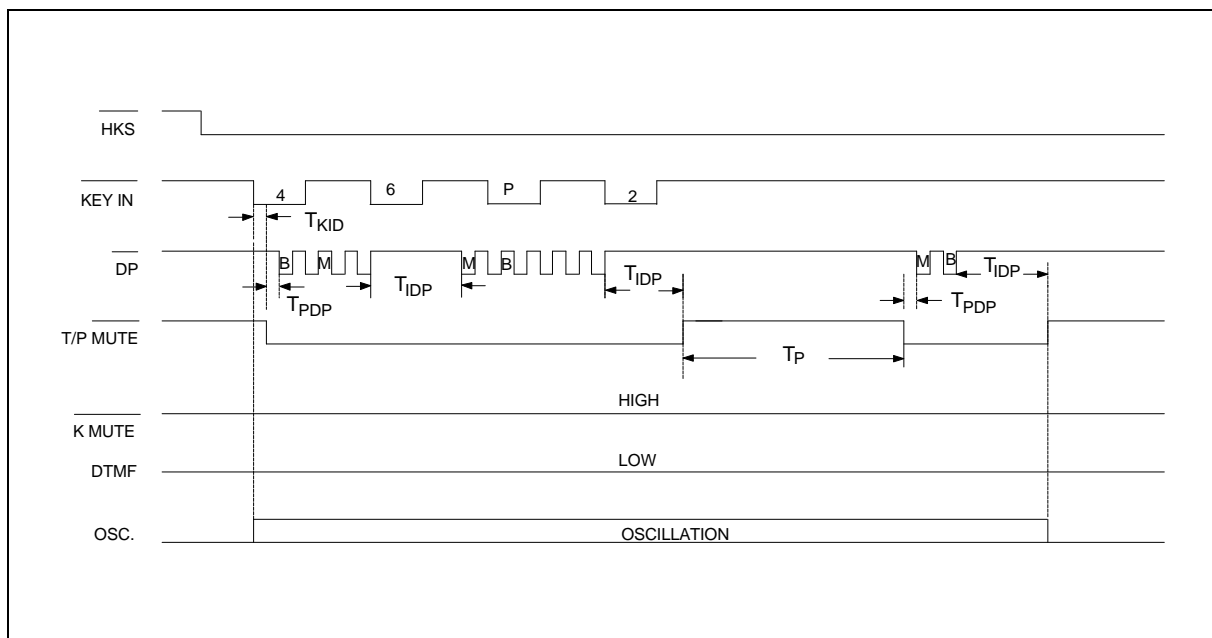 HKS
KEY IN
4
6
P
2
TKID
DP
B
M
M
B
M
B
TIDP
TIDP
TIDP
TPDP
TPDP
T/P MUTE
TP
HIGH
K MUTE
LOW
DTMF
OSC.
OSCILLATION